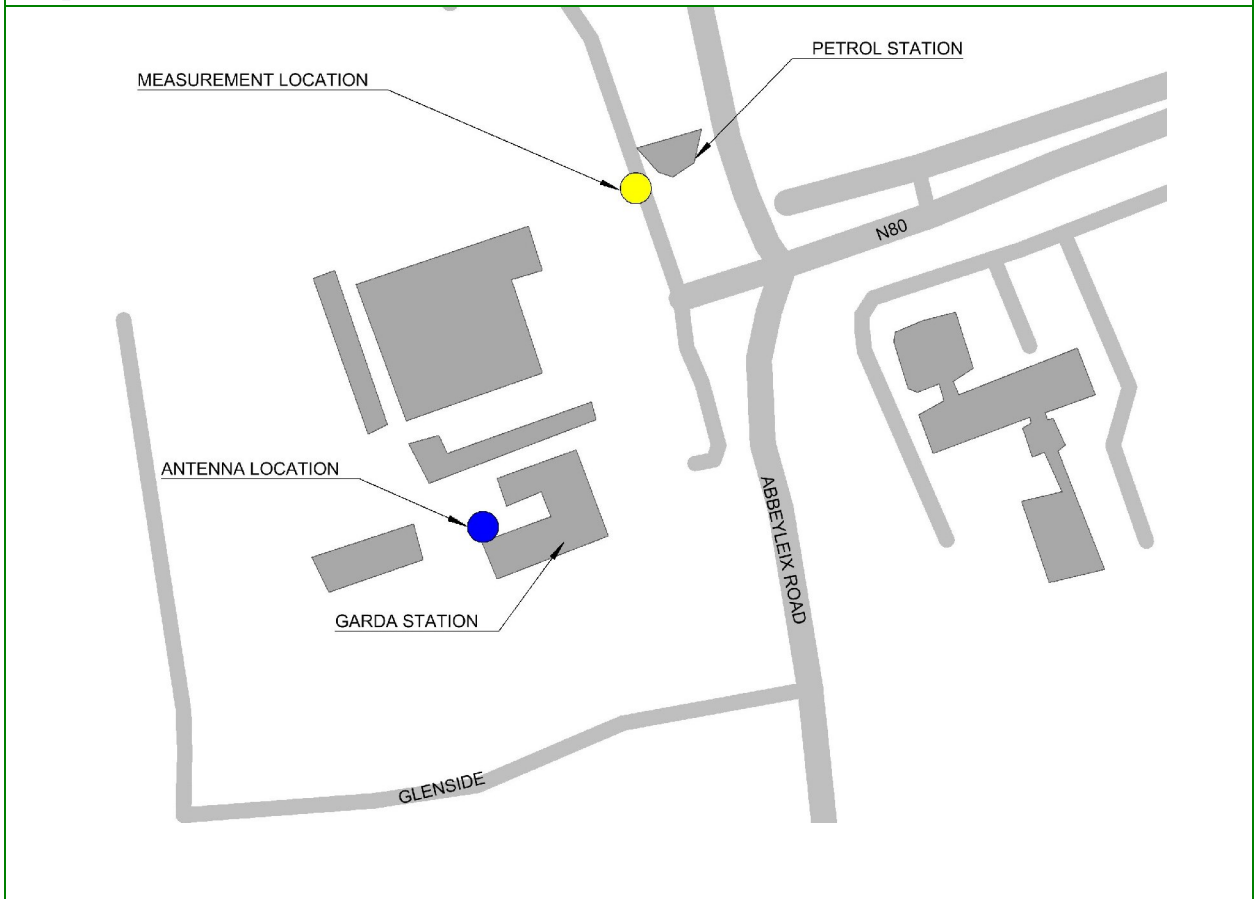 PETROL STATION
MEASUREMENT LOCATION
N80
ANTENNA LOCATION
ABBEYLEIX ROAD
GARDA STATION
GLENSIDE